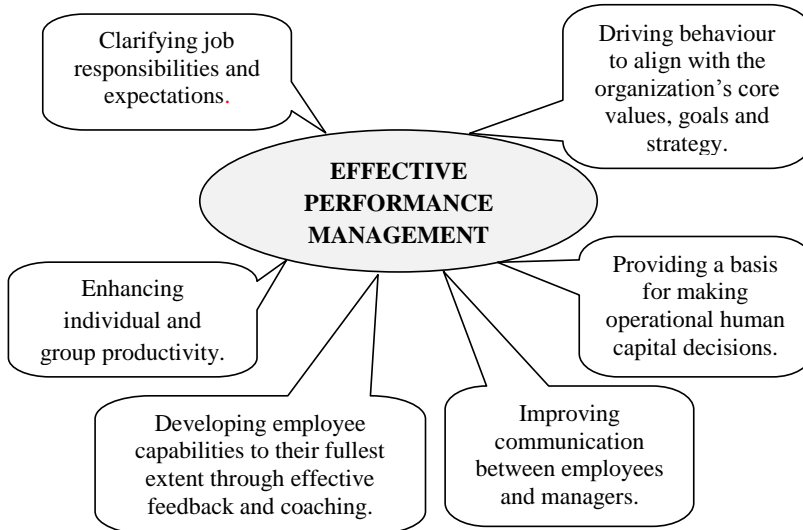 Clarifying job
responsibilities and
expectations.
Driving behaviour
to align with the
organization's core
values, goals and
strategy.
EFFECTIVE
PERFORMANCE
MANAGEMENT
Enhancing
individual and
group productivity.
Providing a basis
for making
operational human
capital decisions.
Developing employee
capabilities to their fullest
extent through effective
feedback and coaching.
Improving
communication
between employees
and managers.